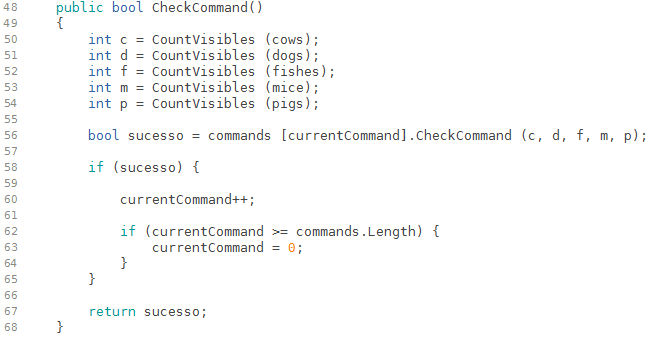 48 public bool CheckCommand()
49 {
50 int c = CountVisibles (cows);
51 int d = CountVisibles (dogs);
52 int f = CountVisibles (fishes);
53 int m = CountVisibles (mice);
54 int p = CountVisibles (pigs);
55
56 bool sucesso = commands [currentCommand].CheckCommand (c, d, f, m, p);
57
58 if (sucesso) {
59
60 currentCommand++;
61
62 if (currentCommand >= commands.Length) {
63 currentCommand = 0;
64 }
65 }
66
67 return sucesso;
68 }